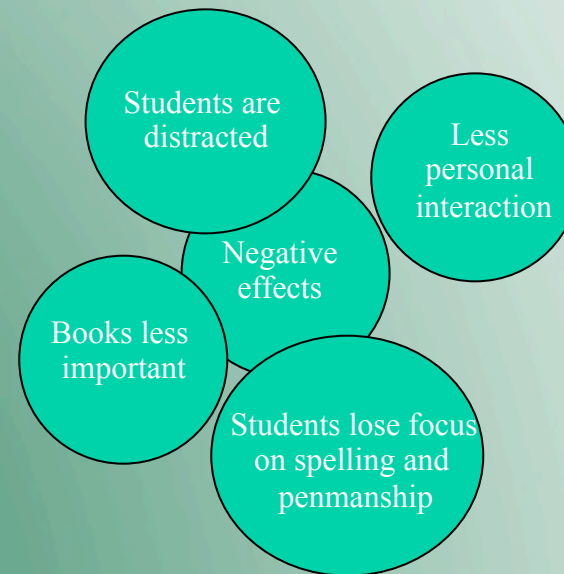 Students are
distracted
Less
personal
interaction
Negative
effects
Books less
important
Students lose focus
on spelling and
penmanship